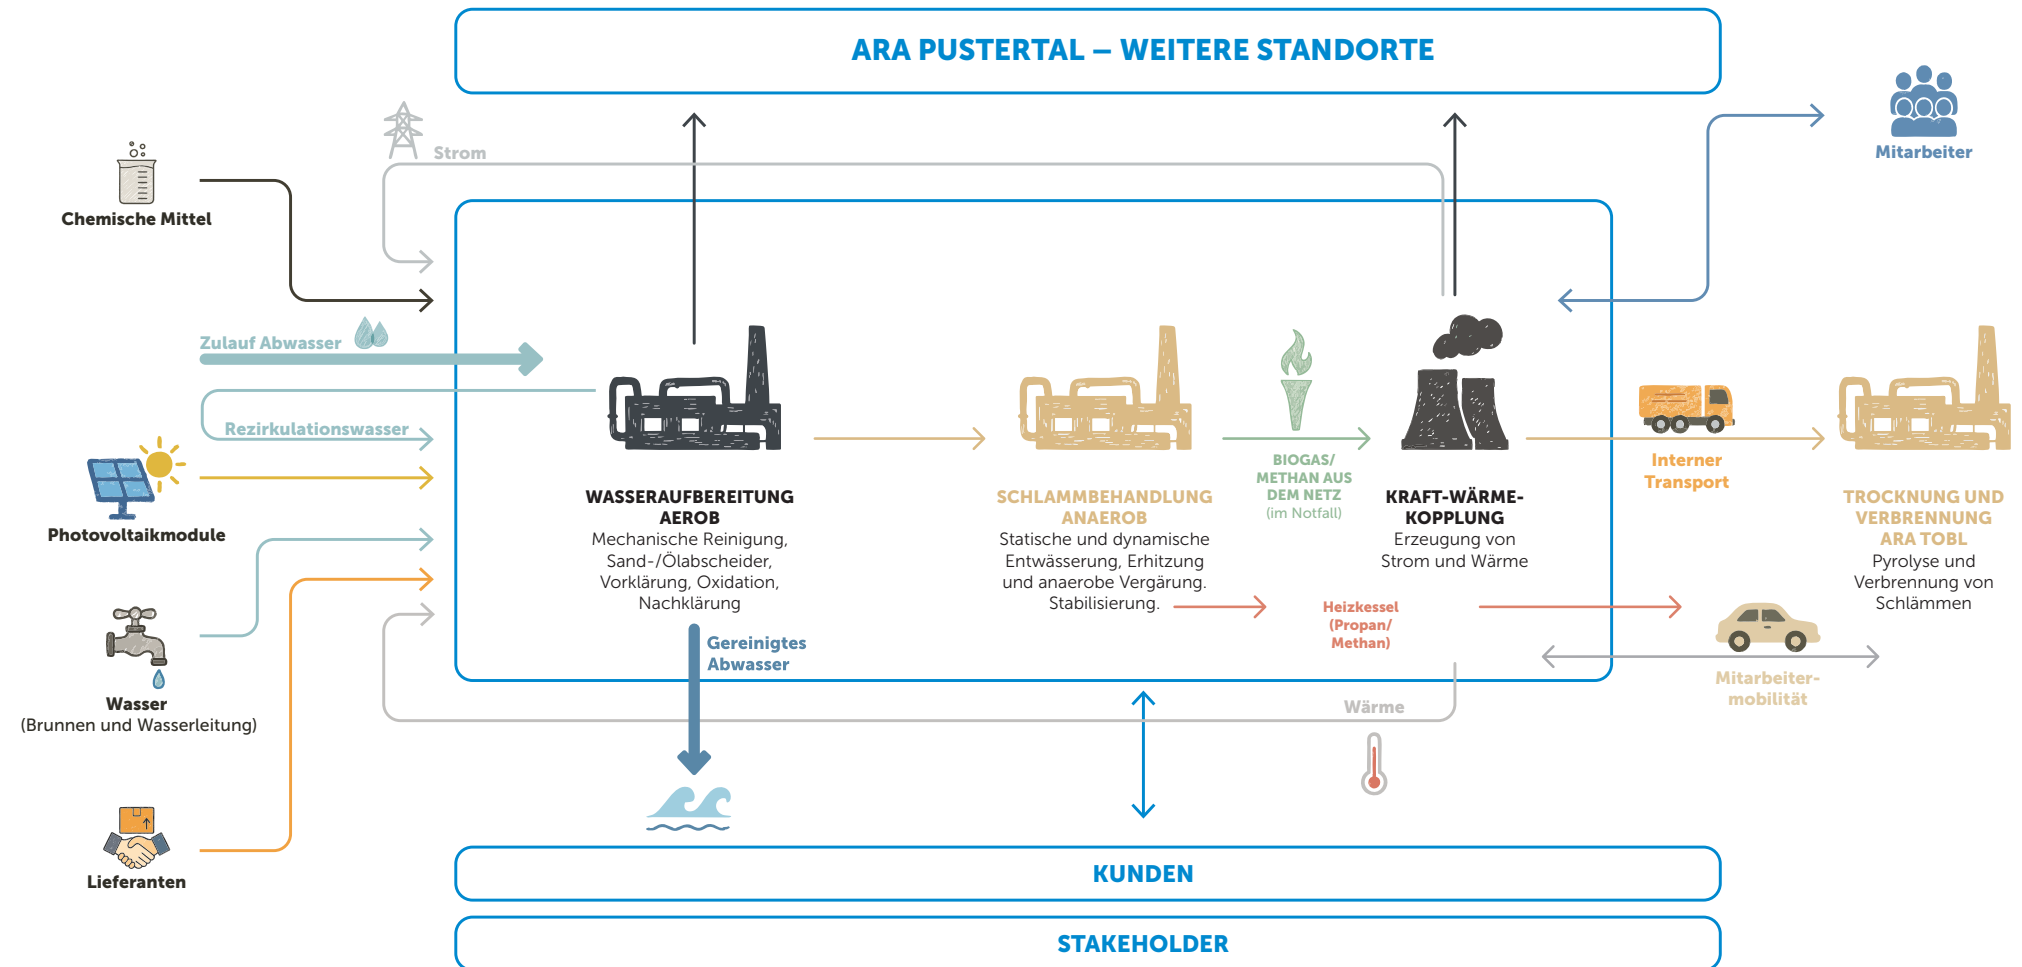 ARA PUSTERTAL – WEITERE STANDORTE
Mitarbeiter
Strom
Chemische Mittel
Zulauf Abwasser
Rezirkulationswasser
Photovoltaikmodule
Wasser
(Brunnen und Wasserleitung)
Lieferanten
WASSERAUFBEREITUNG
AEROB
Mechanische Reinigung,
Sand-/Ölabscheider,
Vorklärung, Oxidation,
Nachklärung
Gereinigtes
Abwasser
SCHLAMMBEHANDLUNG
ANAEROB
Statische und dynamische
Entwässerung, Erhitzung
und anaerobe Vergärung.
Stabilisierung.
BIOGAS/
METHAN AUS
DEM NETZ
(im Notfall)
KRAFT-WÄRME-
KOPPLUNG
Erzeugung von
Strom und Wärme
Heizkessel
(Propan/
Methan)
Wärme
Interner
Transport
TROCKNUNG UND
VERBRENNUNG
ARA TOBL
Pyrolyse und
Verbrennung von
Schlämmen
Mitarbeiter-
mobilität
KUNDEN
STAKEHOLDER